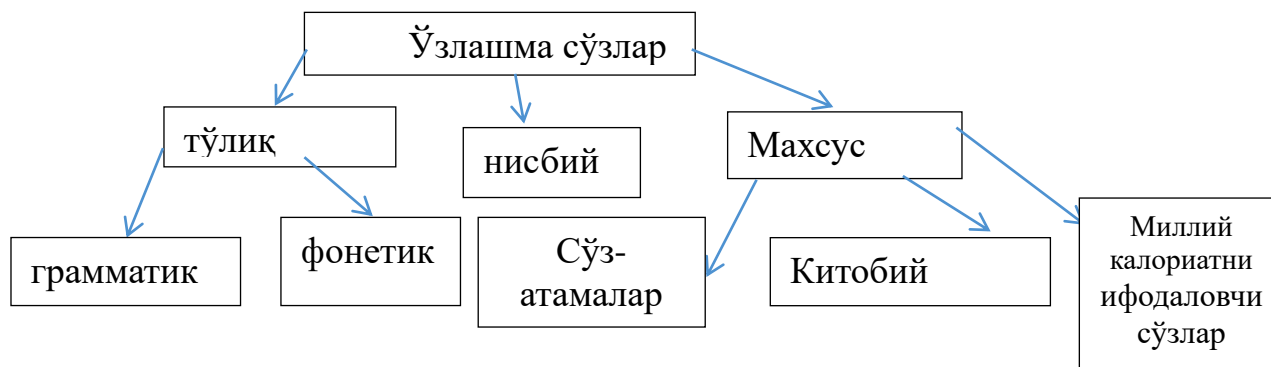 Ўзлашма сўзлар
тўлиқ
нисбий
Махсус
грамматик
фонетик
Сўз-
атамалар
Китобий
Миллий
калориатни
ифодаловчи
сўзлар